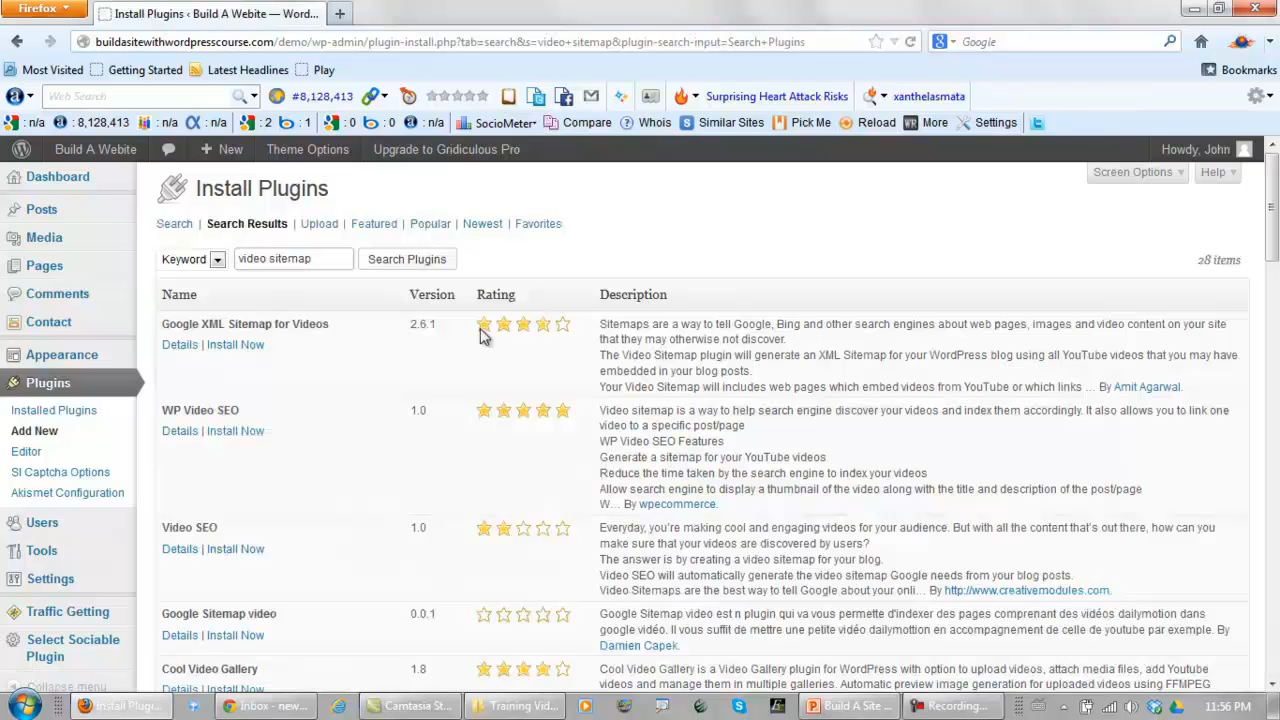 Firefox
Install Plugins ‹ Build A Webite — Word...
buildasitewithwordpresscourse.com/demo/wp-admin/plugin-install.php?tab=search&s=video+sitemap&plugin-search-input=Search+Plugins
Google
Most Visited Getting Started Latest Headlines Play Bookmarks
Web Search #8,128,413 Surprising Heart Attack Risks xanthelasmata
: n/a : 8,128,413 : n/a : n/a : 2 : 1 : n/a : 0 : 0 : n/a SocioMeter Compare Whois Similar Sites Pick Me Reload More Settings
Build A Webite New Theme Options Upgrade to Gridiculous Pro Howdy, John
Dashboard
Posts
Media
Pages
Comments
Contact
Appearance
Plugins
Installed Plugins
Add New
Editor
SI Captcha Options
Akismet Configuration
Users
Tools
Settings
Traffic Getting
Select Sociable
Plugin
Collapse menu
Screen Options Help
Install Plugins
Search | Search Results | Upload | Featured | Popular | Newest | Favorites
Keyword video sitemap Search Plugins 28 items
Name Version Rating Description
Google XML Sitemap for Videos 2.6.1 Sitemaps are a way to tell Google, Bing and other search engines about web pages, images and video content on your site
Details | Install Now that they may otherwise not discover.
The Video Sitemap plugin will generate an XML Sitemap for your WordPress blog using all YouTube videos that you may have
embedded in your blog posts.
Your Video Sitemap will includes web pages which embed videos from YouTube or which links ... By Amit Agarwal.
WP Video SEO 1.0 Video sitemap is a way to help search engine discover your videos and index them accordingly. It also allows you to link one
Details | Install Now video to a specific post/page
WP Video SEO Features
Generate a sitemap for your YouTube videos
Reduce the time taken by the search engine to index your videos
Allow search engine to display a thumbnail of the video along with the title and description of the post/page
W... By wpecommerce.
Video SEO 1.0 Everyday, you're making cool and engaging videos for your audience. But with all the content that's out there, how can you
Details | Install Now make sure that your videos are discovered by users?
The answer is by creating a video sitemap for your blog.
Video SEO will automatically generate the video sitemap Google needs from your blog posts.
Video Sitemaps are the best way to tell Google about your onli... By http://www.creativemodules.com.
Google Sitemap video 0.0.1 Google Sitemap video est n plugin qui va vous permettre d'indexer des pages comprenant des vidéos dailymotion dans
Details | Install Now google vidéo. Il vous suffit de mettre une petite vidéo dailymottion en accompagnement de celle de youtube par exemple. By
Damien Capek.
Cool Video Gallery 1.8 Cool Video Gallery is a Video Gallery plugin for WordPress with option to upload videos, attach media files, add Youtube
Details | Install Now videos and manage them in multiple galleries. Automatic preview image generation for uploaded videos using FFMPEG
Install Plugi... Inbox - new... Camtasia St... Training Vid... Build A Site ... Recording... 11:56 PM